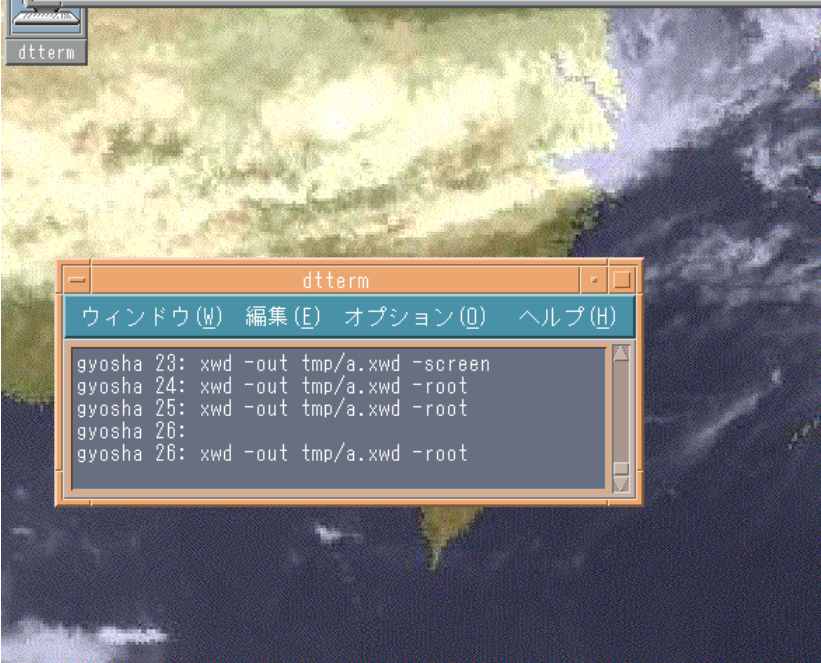 dtterm
dtterm
ウィンドウ(W) 編集(E) オプション(O) ヘルプ(H)
gyosha 23: xwd -out tmp/a.xwd -screen
gyosha 24: xwd -out tmp/a.xwd -root
gyosha 25: xwd -out tmp/a.xwd -root
gyosha 26:
gyosha 26: xwd -out tmp/a.xwd -root